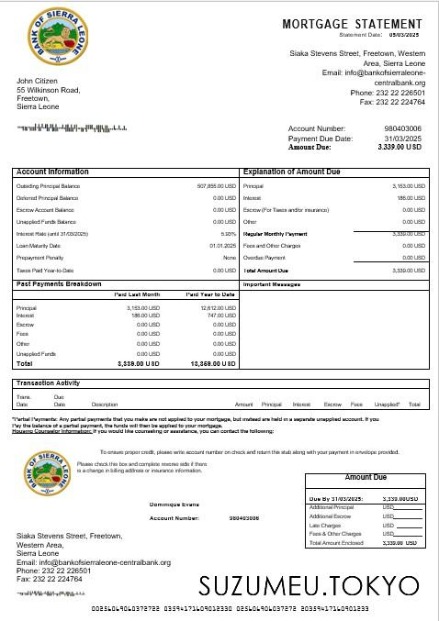 BANK OF SIERRA LEONE
MORTGAGE STATEMENT
Statement Date: 05/03/2025
Siaka Stevens Street, Freetown, Western
Area, Sierra Leone
Email: info@bankofsierraleone-
centralbank.org
Phone: 232 22 226501
Fax: 232 22 224764
John Citizen
55 Wilkinson Road,
Freetown,
Sierra Leone
Account Number: 980403006
Payment Due Date: 31/03/2025
Amount Due: 3,339.00 USD
Account Information
Outstanding Principal Balance 507,855.00 USD
Deferred Principal Balance 0.00 USD
Escrow Account Balance 0.00 USD
Unapplied Funds Balance 0.00 USD
Interest Rate (until 31/03/2025)
Loan Maturity Date 01.01.2025
Prepayment Penalty None
Taxes Paid Year-to-Date 0.00 USD
Explanation of Amount Due
Principal 3,153.00 USD
Interest 186.00 USD
Escrow (For Taxes and/or insurance) 0.00 USD
Other 0.00 USD
Regular Monthly Payment 3,339.00 USD
Fees and Other Charges 0.00 USD
Overdue Payment 0.00 USD
Total Amount Due 3,339.00 USD
Past Payments Breakdown
Paid Last Month Paid Year to Date
Principal 3,153.00 USD 12,612.00 USD
Interest 186.00 USD 747.00 USD
Escrow 0.00 USD 0.00 USD
Fees 0.00 USD 0.00 USD
Other 0.00 USD 0.00 USD
Unapplied Funds 0.00 USD 0.00 USD
Total 3,339.00 USD 13,359.00 USD
Important Messages
Transaction Activity
Trans. Date Due Date Description Amount Principal Interest Escrow Fees Unapplied* Total
*Partial Payments: Any partial payments that you make are not applied to your mortgage, but instead are held in a separate unapplied account. If you
Pay the balance of a partial payment, the funds will then be applied to your mortgage.
Housing Counselor Information: If you would like counseling or assistance, you can contact the following:
To ensure proper credit, please write account number on check and return this stub along with your payment in envelope provided.
BANK OF SIERRA LEONE
Please check this box and complete reverse side if there
is a change in billing address or insurance information.
Dominique Evans
Account Number: 980403006
Amount Due
Due By 31/03/2025: 3,339.00USD
Additional Principal USD
Additional Escrow USD
Late Charges USD
Fees & Other Charges USD
Total Amount Enclosed 3,339.00 USD
Siaka Stevens Street, Freetown,
Western Area,
Sierra Leone
Email: info@bankofsierraleone-centralbank.org
Phone: 232 22 226501
Fax: 232 22 224764
SUZUMEU.TOKYO